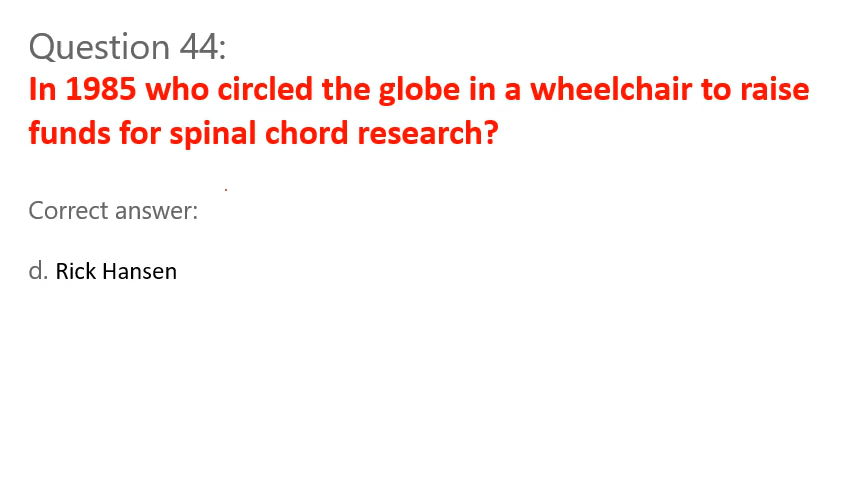 Question 44:
In 1985 who circled the globe in a wheelchair to raise
funds for spinal chord research?
Correct answer:
d. Rick Hansen